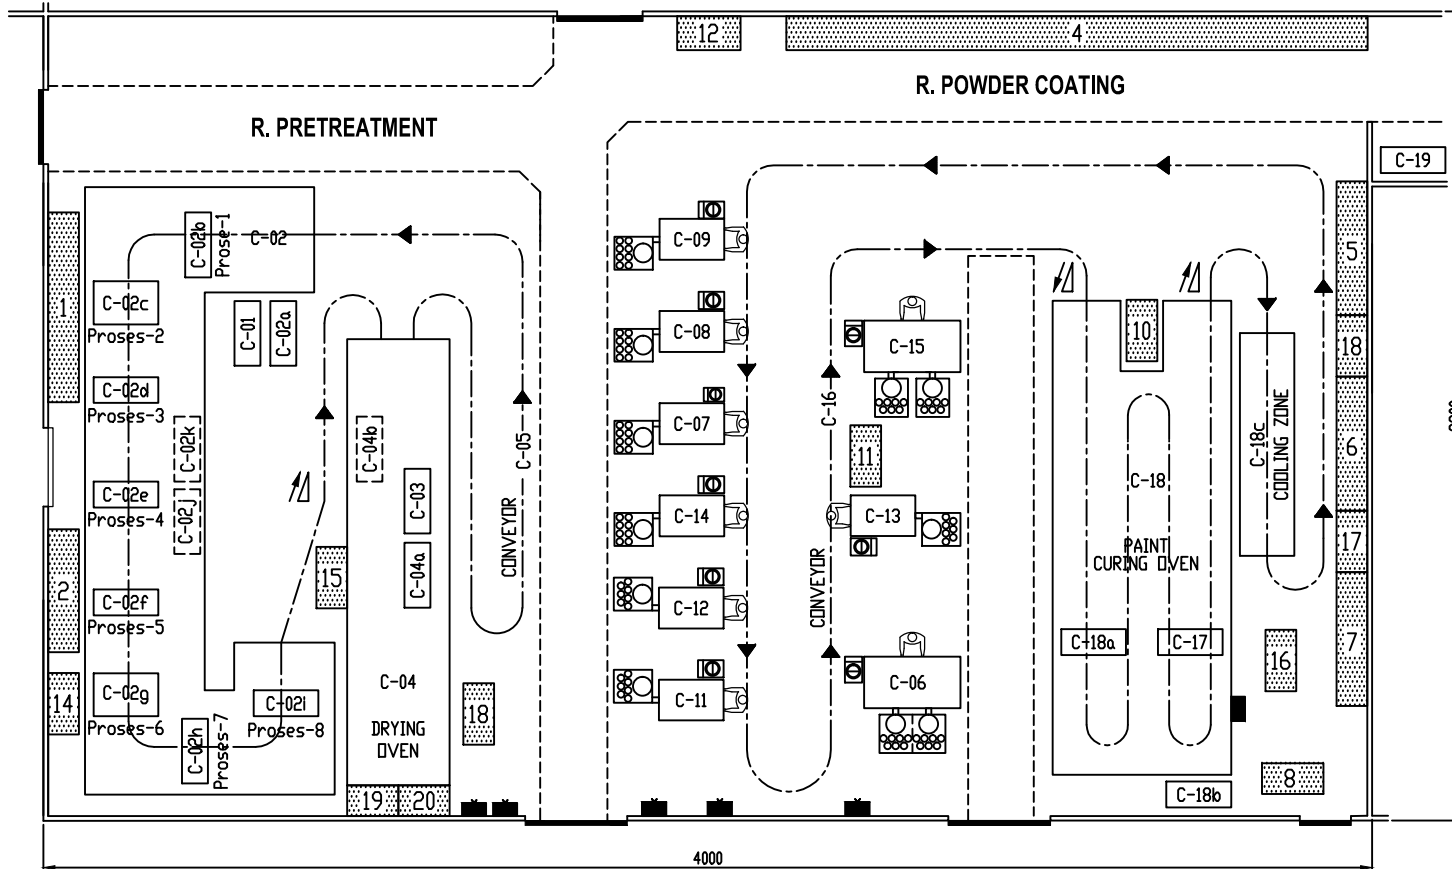 12
4
R. POWDER COATING
R. PRETREATMENT
C-19
C-02b
Prose-1
C-02
C-09
5
1
C-02c
Proses-2
C-01
C-02a
C-08
C-15
10
18
C-02d
Proses-3
C-02k
C-04b
C-05
C-07
C-16
11
C-18c
COOLING ZONE
6
C-02e
Proses-4
C-02j
C-03
C-14
C-13
C-18
17
2
15
C-04a
CONVEYOR
CONVEYOR
PAINT
CURING OVEN
C-02f
Proses-5
C-12
C-18a
C-17
16
7
14
C-02g
Proses-6
C-02h
Proses-7
C-02i
Proses-8
C-04
DRYING
OVEN
18
C-11
C-06
19
20
C-18b
8
4000